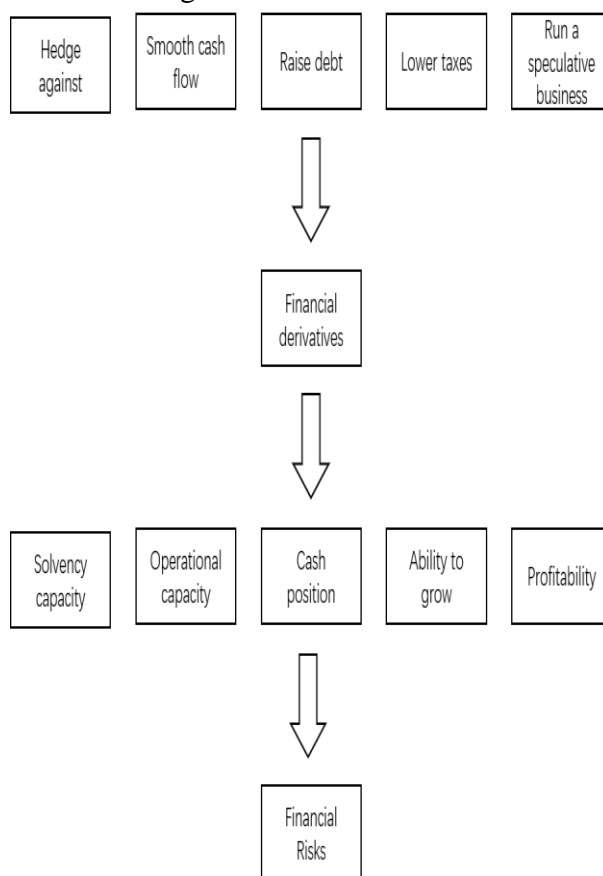 Hedge
against
Smooth cash
flow
Raise debt
Lower taxes
Run a
speculative
business
Financial
derivatives
Solvency
capacity
Operational
capacity
Cash
position
Ability to
grow
Profitability
Financial
Risks